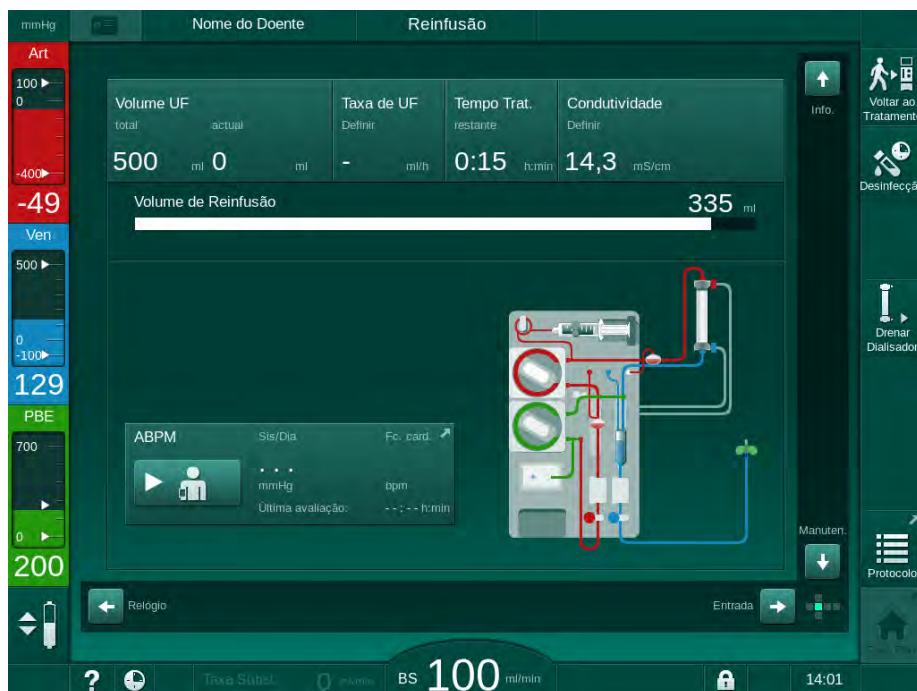 mmHg
Nome do Doente
Reinfusão
Art
100
0
-400
-49
Ven
500
0
-100
129
PBE
700
0
200
Volume UF
total
actual
500 ml 0 ml
Taxa de UF
Definir
- ml/h
Tempo Trat.
restante
0:15 h:min
Condutividade
Definir
14,3 mS/cm
Volume de Reinfusão
335 ml
ABPM
Sis/Dia
Fc. card.
. . .
mmHg
bpm
Última avaliação:
--:-- h:min
Info.
Manuten.
Relógio
Entrada
Voltar ao
Tratamento
Desinfecçã
Drenar
Dialisador
Protocolo
?
Taxa Subst.
0 ml/min
BS 100 ml/min
14:01